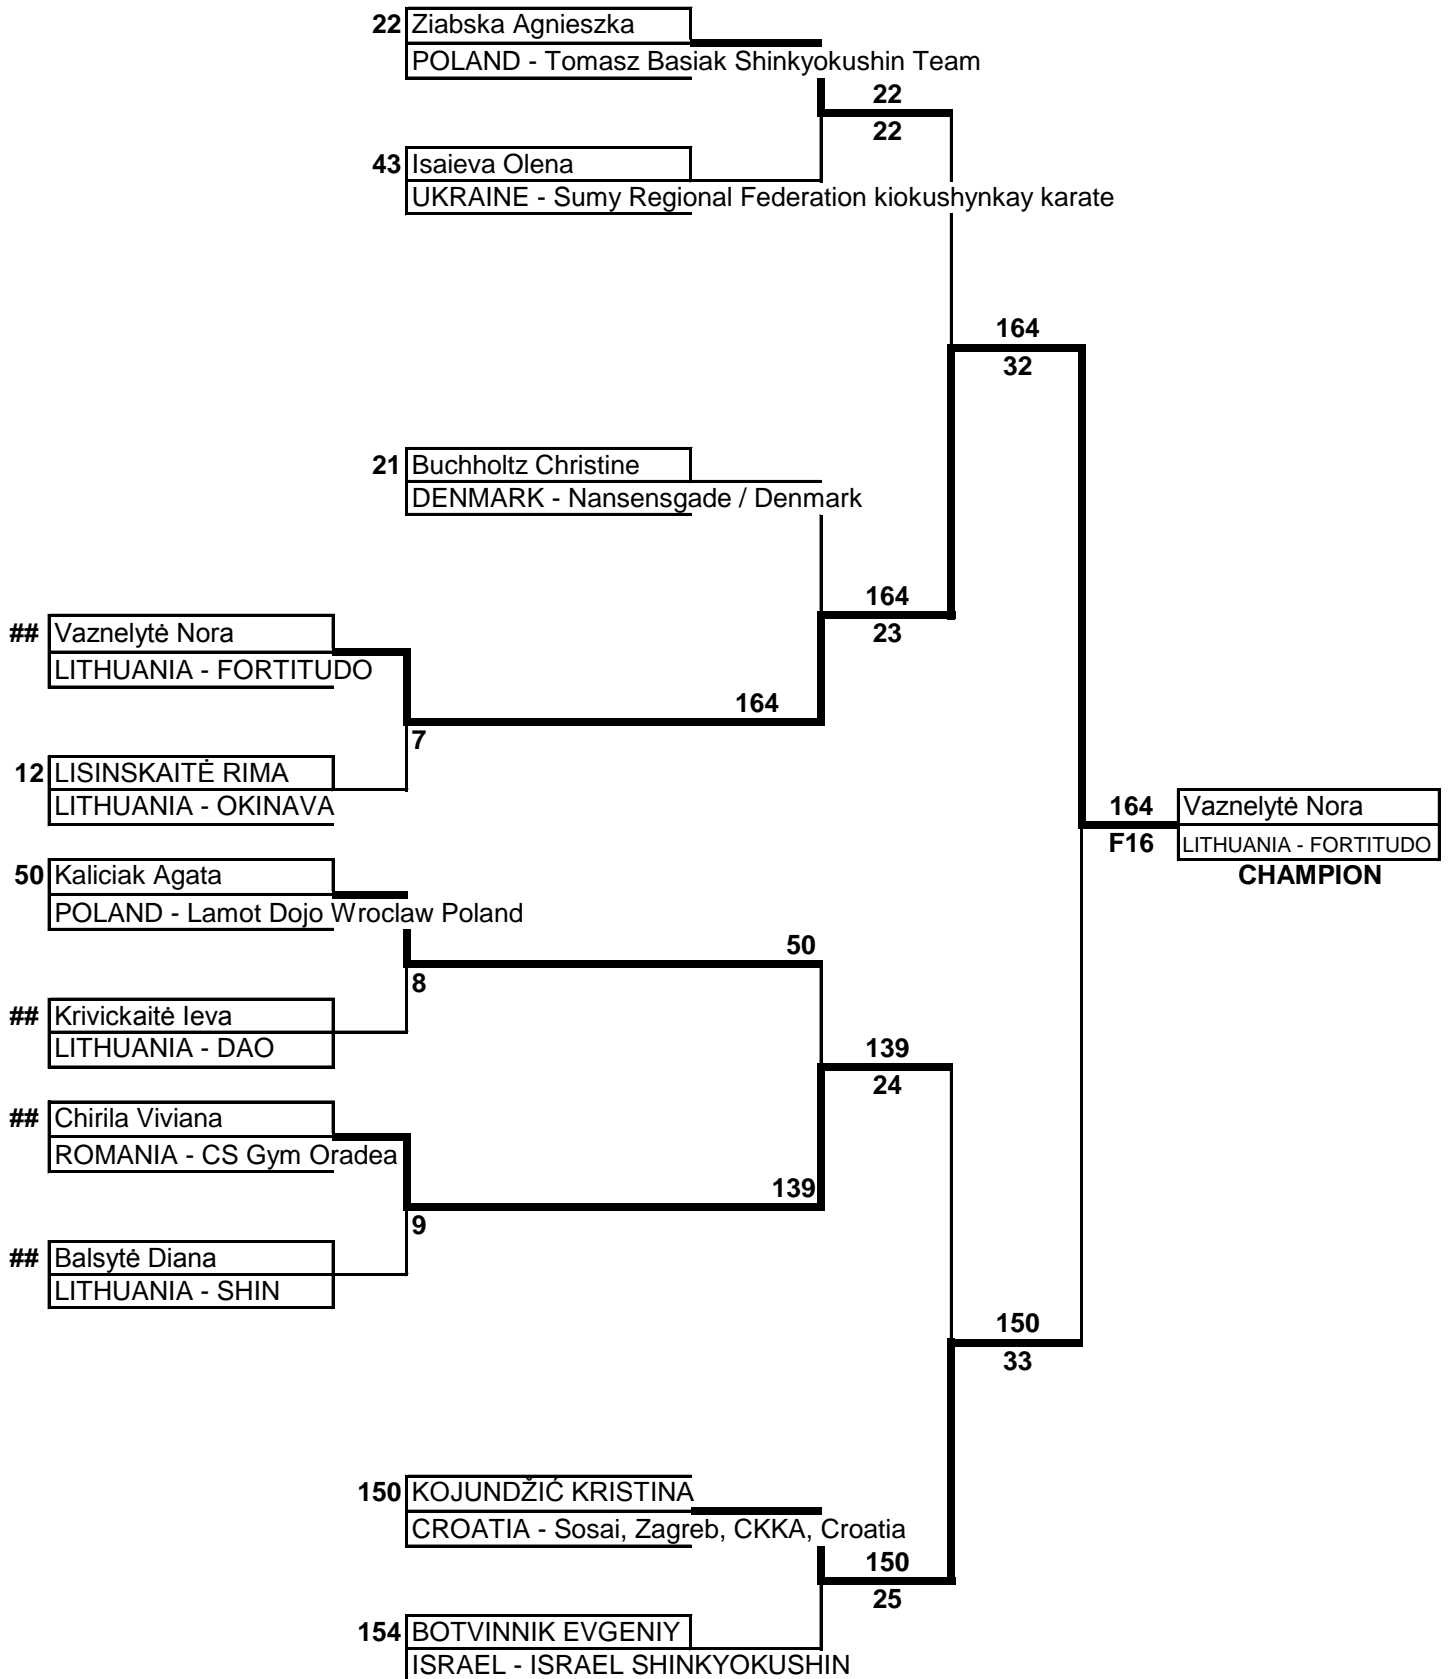 22 Ziabska Agnieszka
POLAND - Tomasz Basiak Shinkyokushin Team
22
22
43 Isaieva Olena
UKRAINE - Sumy Regional Federation kiokushynkay karate
164
32
21 Buchholtz Christine
DENMARK - Nansensgade / Denmark
164
23
## Vaznelytė Nora
LITHUANIA - FORTITUDO
164
7
12 LISINSKAITĖ RIMA
LITHUANIA - OKINAVA
164 Vaznelytė Nora
F16 LITHUANIA - FORTITUDO
CHAMPION
50 Kaliciak Agata
POLAND - Lamot Dojo Wroclaw Poland
50
8
## Krivickaitė Ieva
LITHUANIA - DAO
139
24
## Chirila Viviana
ROMANIA - CS Gym Oradea
139
9
## Balsytė Diana
LITHUANIA - SHIN
150
33
150 KOJUNDŽIĆ KRISTINA
CROATIA - Sosai, Zagreb, CKKA, Croatia
150
25
154 BOTVINNIK EVGENIY
ISRAEL - ISRAEL SHINKYOKUSHIN